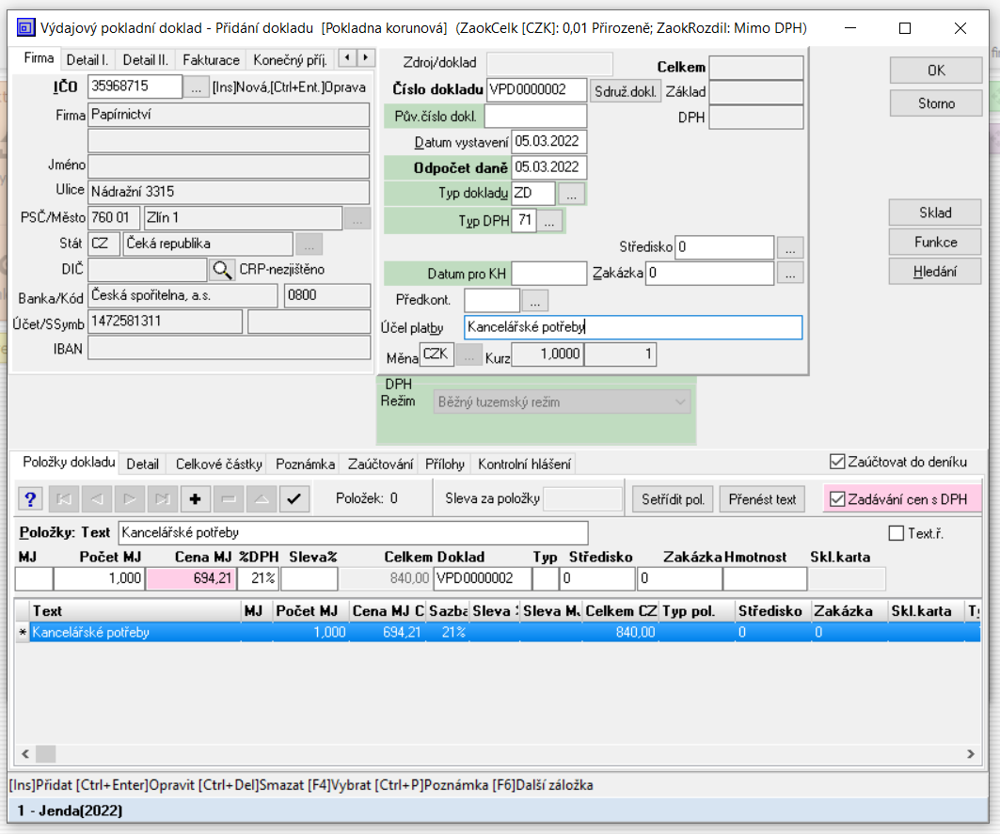 Výdajový pokladní doklad - Přidání dokladu [Pokladna korunová] (ZaokCelk [CZK]: 0,01 Přirozeně; ZaokRozdil: Mimo DPH)
Firma Detail I. Detail II. Fakturace Konečný příj.
IČO 35968715 ... [Ins]Nová,[Ctrl+Ent.]Oprava
Firma Papírnictví
Jméno
Ulice Nádražní 3315
PSČ/Město 760 01 Zlín 1 ...
Stát CZ Čeká republika ...
DIČ CRP-nezjištěno
Banka/Kód Česká spořitelna, a.s. 0800
Účet/SSymb 1472581311
IBAN
Zdroj/doklad Celkem
Číslo dokladu VPD0000002 Sdruž.dokl. Základ
Pův.číslo dokl. DPH
Datum vystavení 05.03.2022
Odpočet daně 05.03.2022
Typ dokladu ZD ...
Typ DPH 71 ...
Středisko 0 ...
Datum pro KH Zakázka 0 ...
Předkont. ...
Účel platby Kancelářské potřeby
Měna CZK ... Kurz 1,0000 1
DPH
Režim Běžný tuzemský režim
OK
Storno
Sklad
Funkce
Hledání
Položky dokladu Detail Celkové částky Poznámka Zaúčtování Přílohy Kontrolní hlášení Zaúčtovat do deníku
? Položek: 0 Sleva za položky Setřídit pol. Přenést text Zadávání cen s DPH
Položky: Text Kancelářské potřeby Text.ř.
MJ Počet MJ Cena MJ %DPH Sleva% Celkem Doklad Typ Středisko Zakázka Hmotnost Skl.karta
1,000 694,21 21% 840,00 VPD0000002 0 0
Text MJ Počet MJ Cena MJ C Sazba Sleva Sleva M Celkem CZ Typ pol. Středisko Zakázka Skl.karta
* Kancelářské potřeby 1,000 694,21 21% 840,00 0 0
[Ins]Přidat [Ctrl+Enter]Opravit [Ctrl+Del]Smazat [F4]Vybrat [Ctrl+P]Poznámka [F6]Další záložka
1 - Jenda(2022)